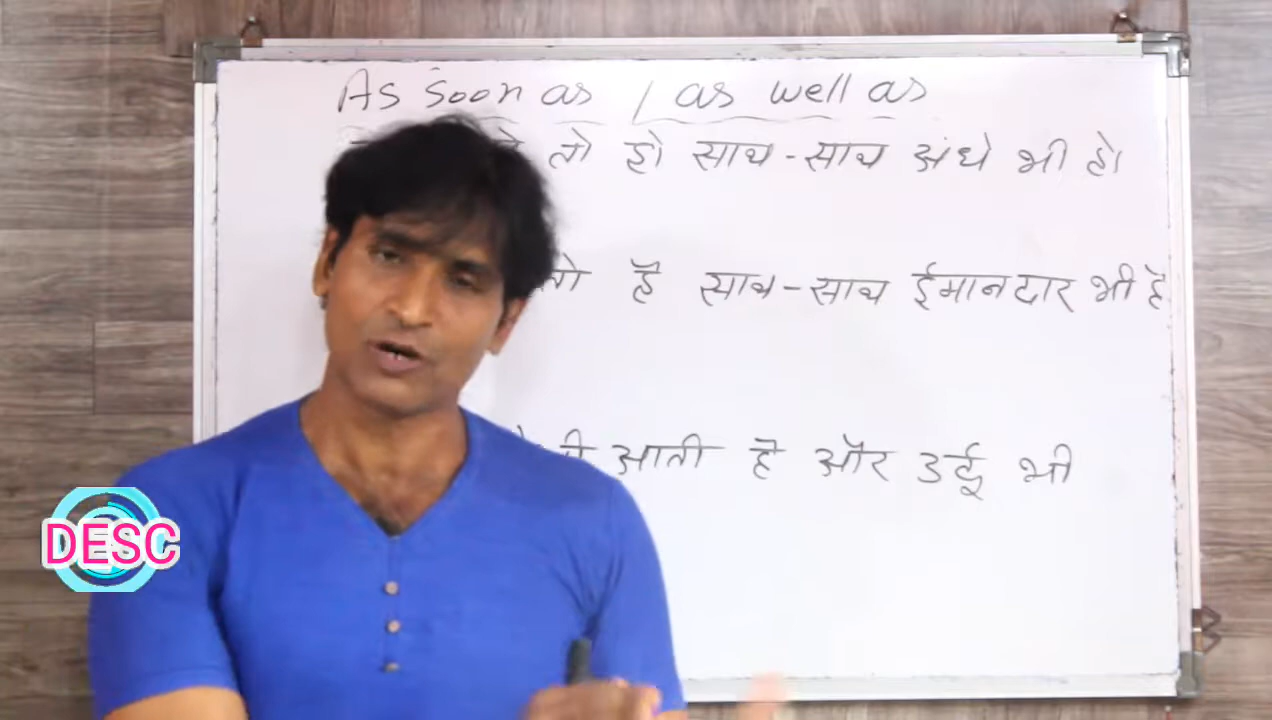 As soon as / as well as
तो हो साथ-साथ अंधे भी हो।
तो है साथ-साथ ईमानदार भी है
आती है और उर्दू भी
DESC